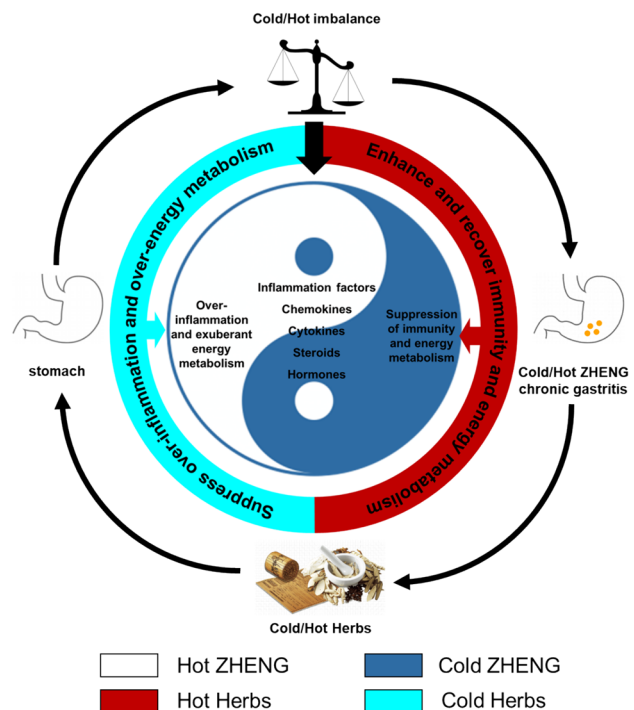 Cold/Hot imbalance
Suppress over-inflammation and over-energy metabolism
Enhance and recover immunity and energy metabolism
Over-
inflammation
and exuberant
energy
metabolism
Inflammation factors
Chemokines
Cytokines
Steroids
Hormones
Suppression
of immunity
and energy
metabolism
stomach
Cold/Hot ZHENG
chronic gastritis
Cold/Hot Herbs
Hot ZHENG
Cold ZHENG
Hot Herbs
Cold Herbs